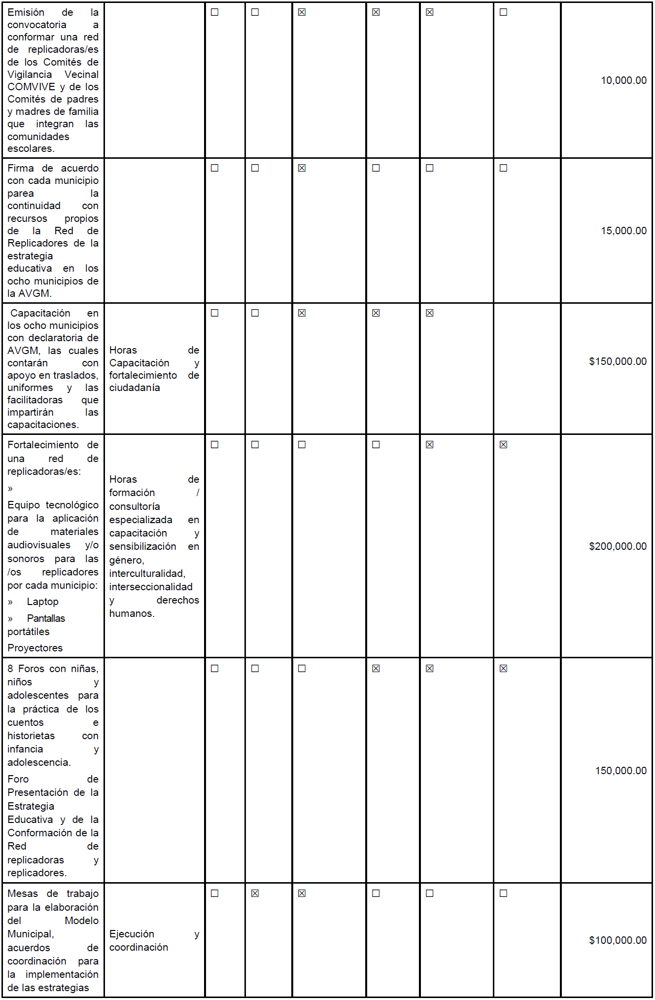 Emisión de la
convocatoria a
conformar una red
de replicadoras/es
de los Comités de
Vigilancia Vecinal
COMVIVE y de los
Comités de padres
y madres de familia
que integran las
comunidades
escolares.
☐ ☐ ☒ ☒ ☒ ☐
10,000.00
Firma de acuerdo
con cada municipio
parea la
continuidad con
recursos propios
de la Red de
Replicadores de la
estrategia
educativa en los
ocho municipios de
la AVGM.
☐ ☐ ☒ ☐ ☐ ☐
15,000.00
Capacitación en
los ocho municipios
con declaratoria de
AVGM, las cuales
contarán con
apoyo en traslados,
uniformes y las
facilitadoras que
impartirán las
capacitaciones.
Horas de
Capacitación y
fortalecimiento de
ciudadanía
☐ ☐ ☒ ☒ ☒
$150,000.00
Fortalecimiento de
una red de
replicadoras/es:
»
Equipo tecnológico
para la aplicación
de materiales
audiovisuales y/o
sonoros para las
/os replicadores
por cada municipio:
» Laptop
» Pantallas
portátiles
Proyectores
Horas de
formación /
consultoría
especializada en
capacitación y
sensibilización en
género,
interculturalidad,
interseccionalidad
y derechos
humanos.
☐ ☐ ☐ ☐ ☒ ☒
$200,000.00
8 Foros con niñas,
niños y
adolescentes para
la práctica de los
cuentos e
historietas con
infancia y
adolescencia.
Foro de
Presentación de la
Estrategia
Educativa y de la
Conformación de la
Red de
replicadoras y
replicadores.
☐ ☐ ☐ ☒ ☒ ☒
150,000.00
Mesas de trabajo
para la elaboración
del Modelo
Municipal,
acuerdos de
coordinación para
la implementación
de las estrategias
Ejecución y
coordinación
☐ ☒ ☒ ☐ ☐ ☐
$100,000.00